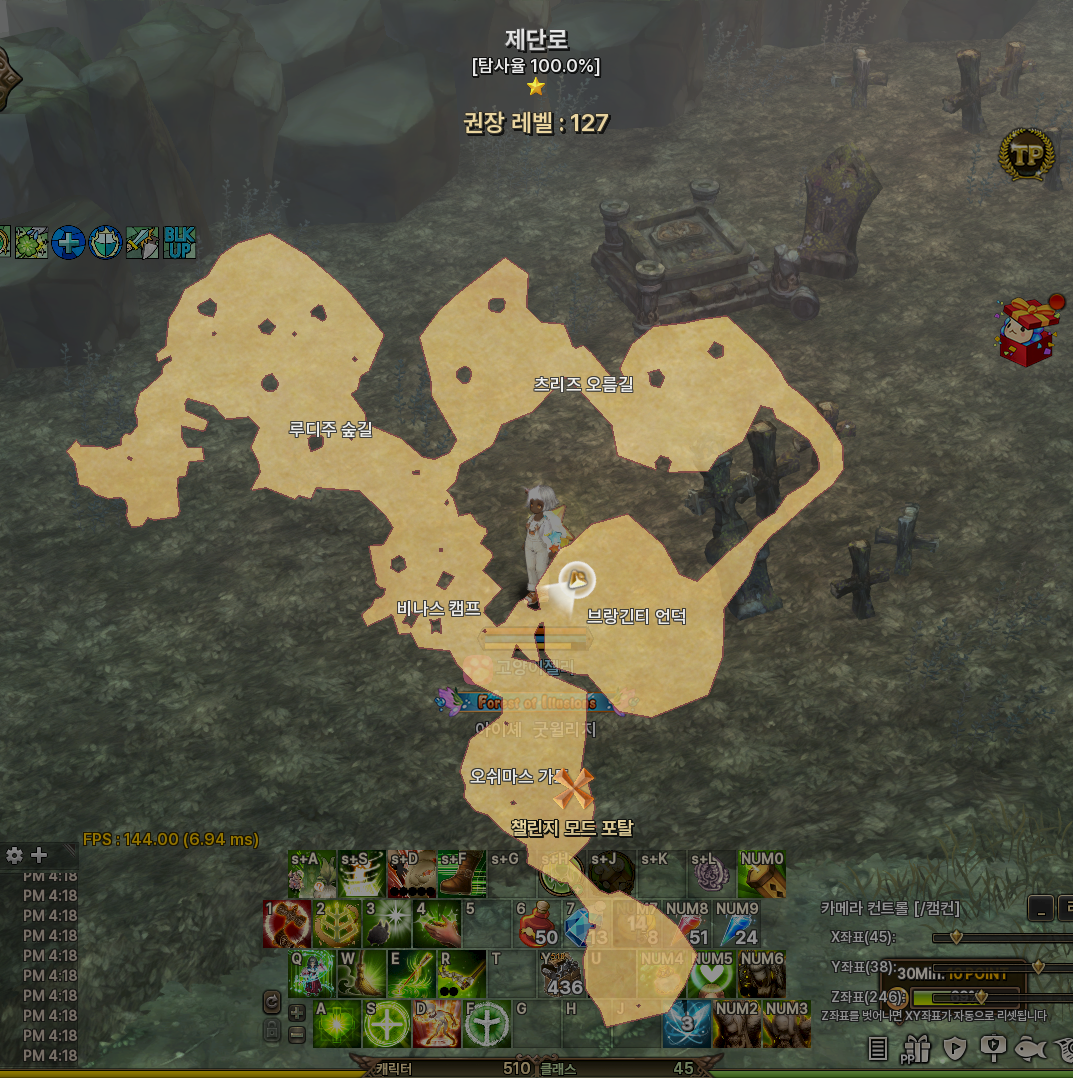 제단로
[탐사율 100.0%]
권장 레벨 : 127
TP
BLK
UP
츠리즈 오름길
루디주 숲길
비나스 캠프
브랑긴티 언덕
고양이젤리
Forest of Illusions
아이세 굿윌리지
오쉬마스
챌린지 모드 포탈
FPS : 144.00 (6.94 ms)
s+A s+S s+D s+F s+G s+H s+J s+K s+L NUM0
PM 4:18
PM 4:18
PM 4:18
PM 4:18
PM 4:18
PM 4:18
PM 4:18
PM 4:18
PM 4:18
PM 4:18
1 2 3 4 5 6 7 NUM8 NUM9
50 43 8 51 24
Q W E R T Y U NUM4 NUM5 NUM6
436
A S D F G H J 3 NUM2 NUM3
카메라 컨트롤 [/캠컨]
X좌표(45):
Y좌표(38):
30Min. 10 POINT
Z좌표(246):
Z좌표를 벗어나면 XY좌표가 자동으로 리셋됩니다
PP
캐릭터 510 클래스 45